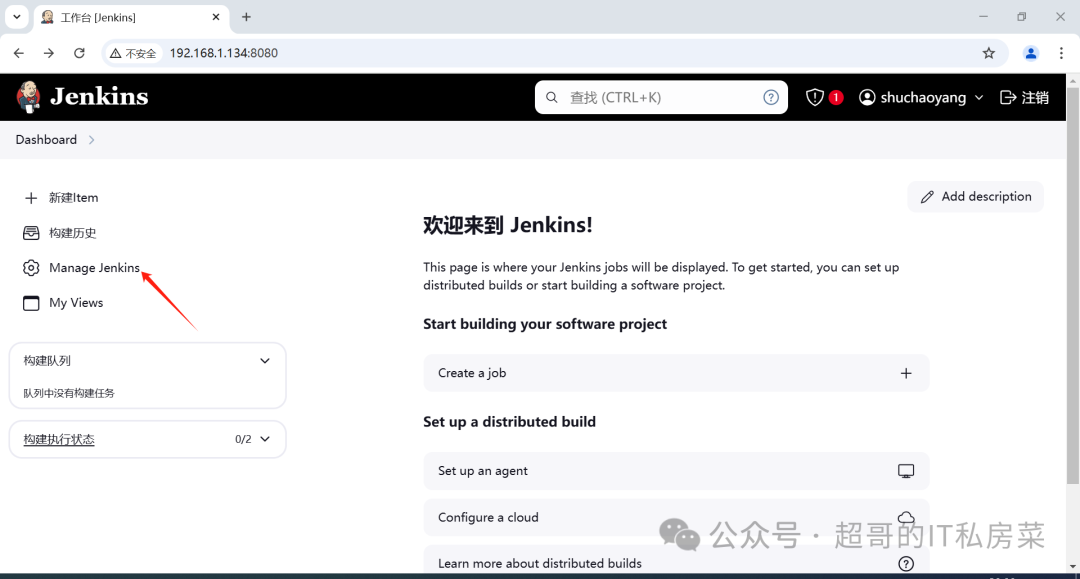 工作台 [Jenkins]
不安全
192.168.1.134:8080
Jenkins
查找 (CTRL+K)
1
shuchaoyang
注销
Dashboard
新建Item
构建历史
Manage Jenkins
My Views
构建队列
队列中没有构建任务
构建执行状态
0/2
Add description
欢迎来到 Jenkins!
This page is where your Jenkins jobs will be displayed. To get started, you can set up
distributed builds or start building a software project.
Start building your software project
Create a job
Set up a distributed build
Set up an agent
Configure a cloud
Learn more about distributed builds
公众号 · 超哥的IT私房菜